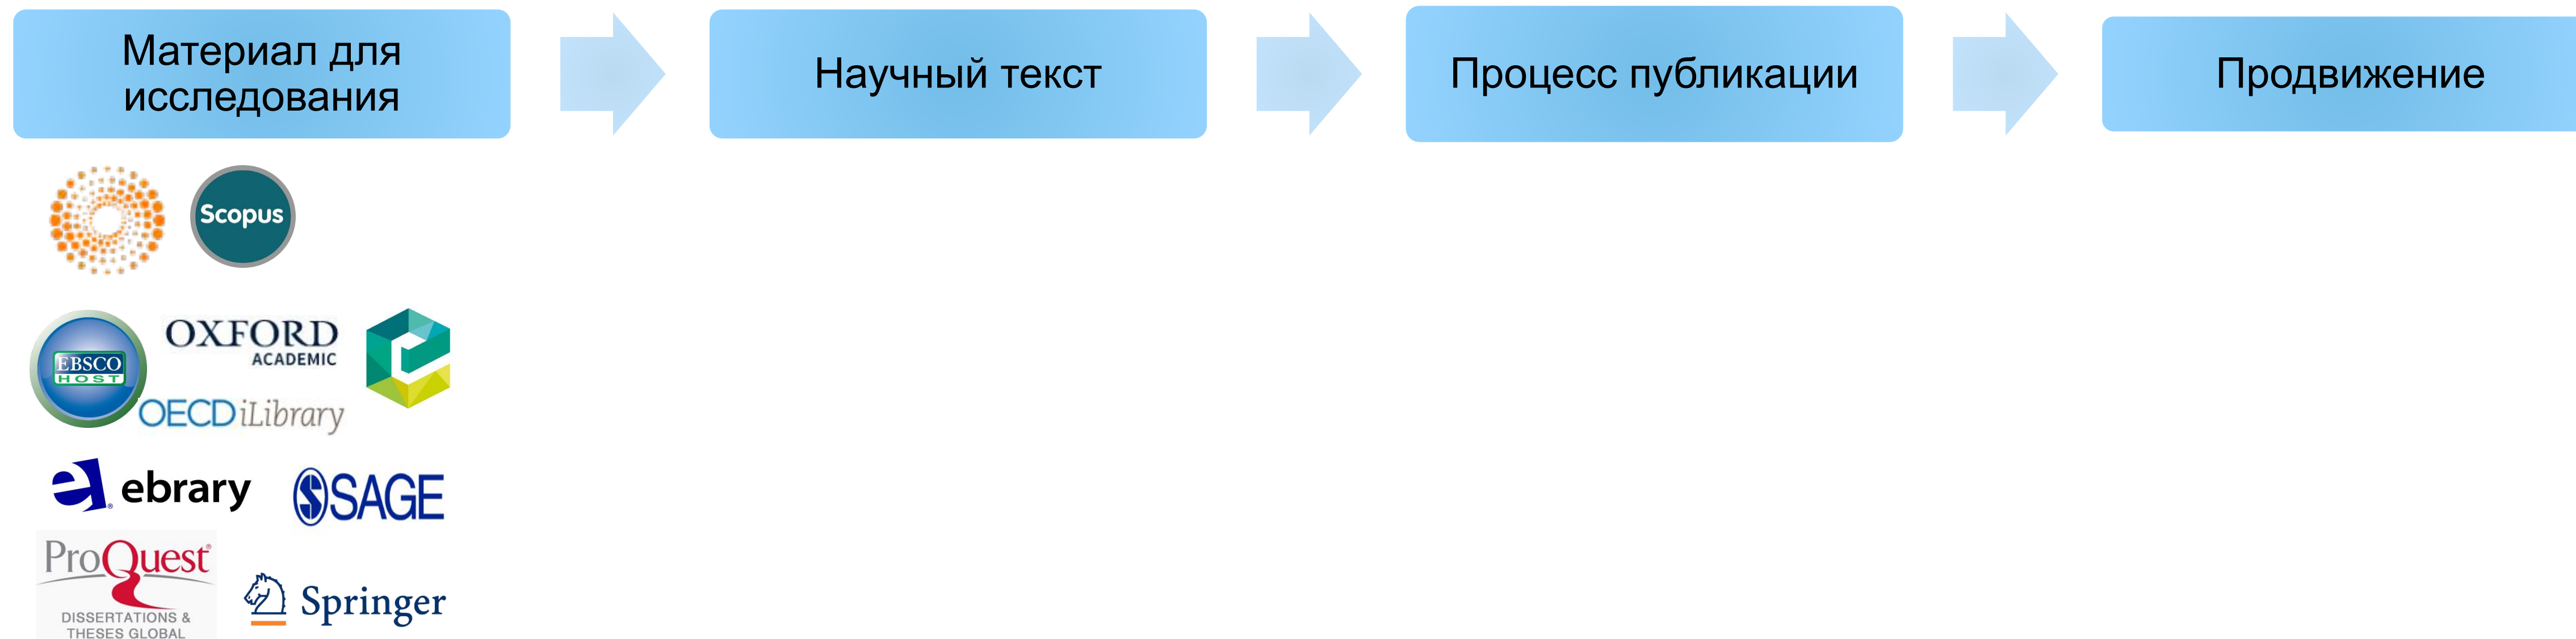 Материал для
исследования
Научный текст
Процесс публикации
Продвижение
Scopus
EBSCO
HOST
OXFORD
ACADEMIC
OECD iLibrary
ebrary
SAGE
ProQuest
DISSERTATIONS &
THESES GLOBAL
Springer